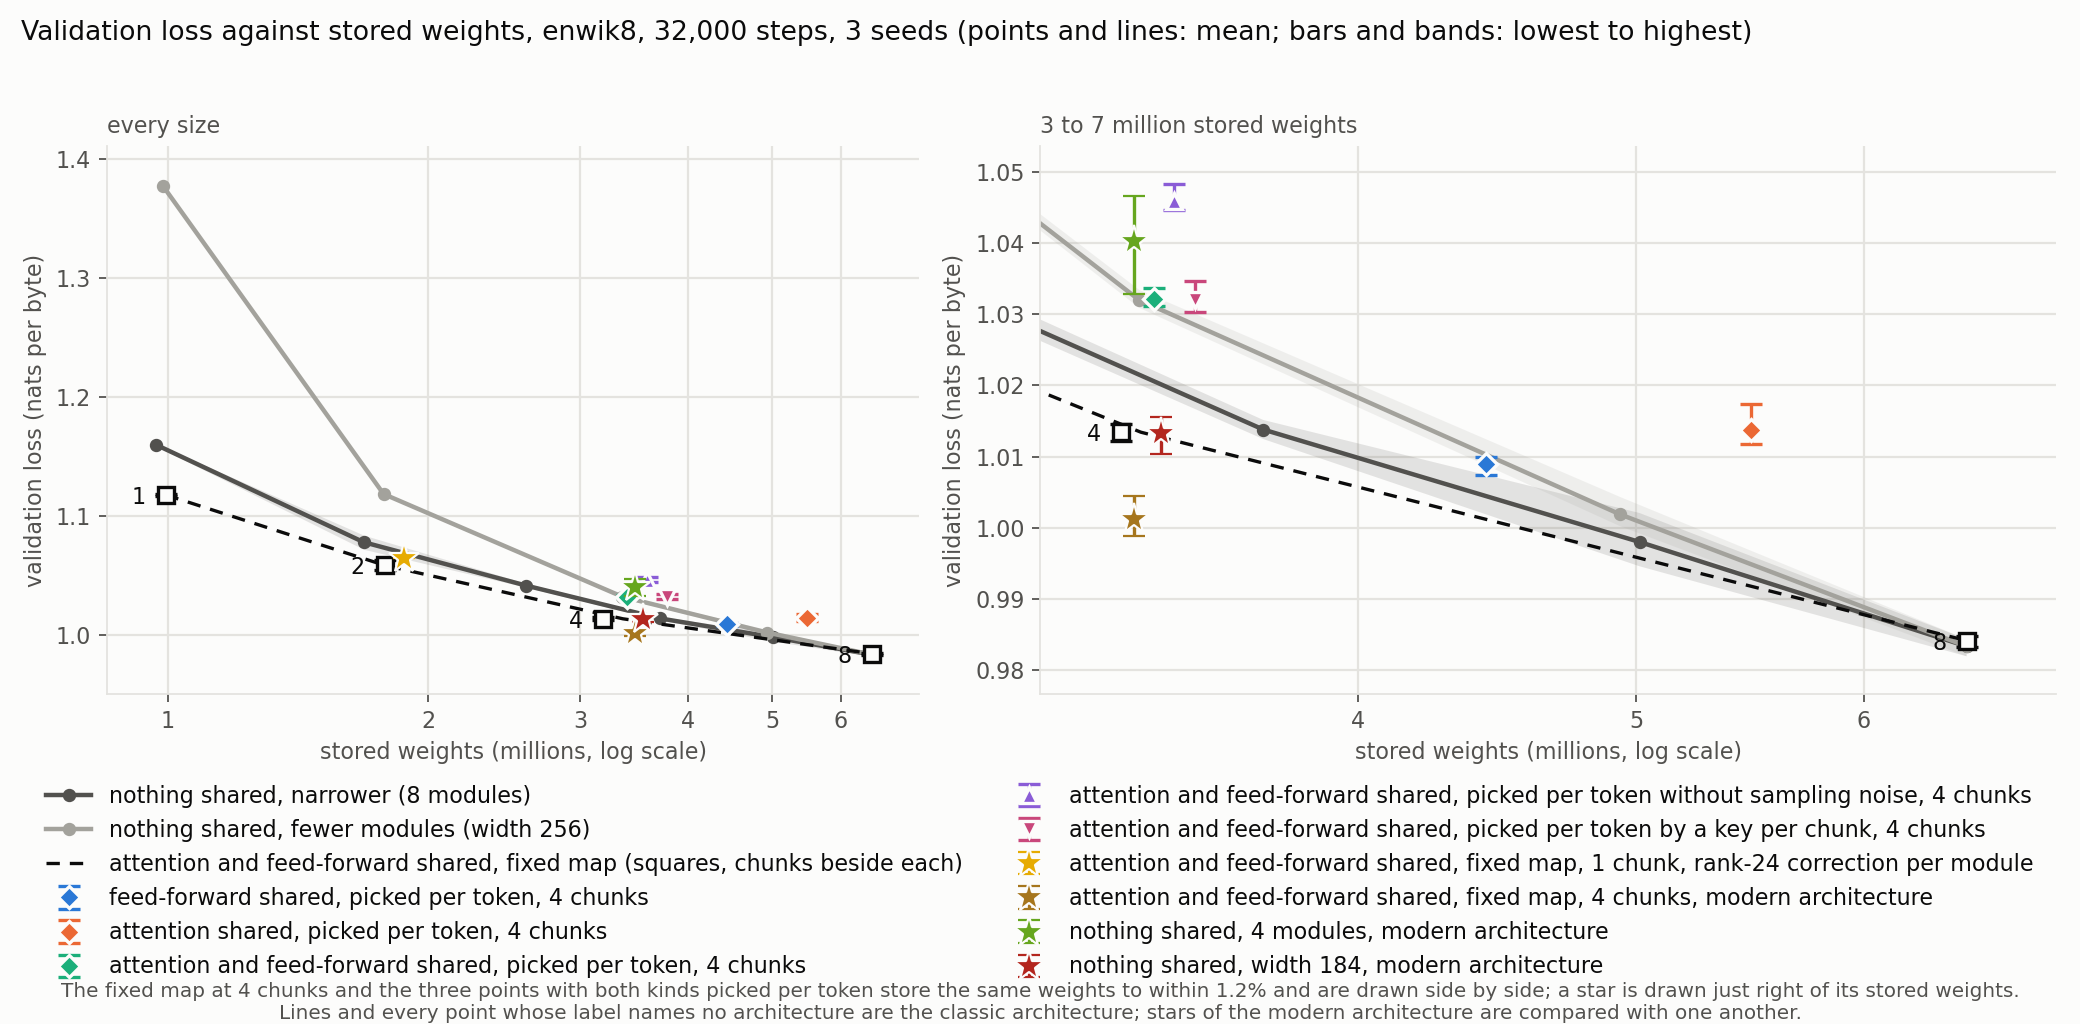 Validation loss against stored weights, enwik8, 32,000 steps, 3 seeds (points and lines: mean; bars and bands: lowest to highest)
every size
validation loss (nats per byte)
1.4
1.3
1.2
1.1
1.0
1
2
4
8
1
2
3
4
5
6
stored weights (millions, log scale)
3 to 7 million stored weights
validation loss (nats per byte)
1.05
1.04
1.03
1.02
1.01
1.00
0.99
0.98
4
8
4
5
6
stored weights (millions, log scale)
nothing shared, narrower (8 modules)
nothing shared, fewer modules (width 256)
attention and feed-forward shared, fixed map (squares, chunks beside each)
feed-forward shared, picked per token, 4 chunks
attention shared, picked per token, 4 chunks
attention and feed-forward shared, picked per token, 4 chunks
attention and feed-forward shared, picked per token without sampling noise, 4 chunks
attention and feed-forward shared, picked per token by a key per chunk, 4 chunks
attention and feed-forward shared, fixed map, 1 chunk, rank-24 correction per module
attention and feed-forward shared, fixed map, 4 chunks, modern architecture
nothing shared, 4 modules, modern architecture
nothing shared, width 184, modern architecture
The fixed map at 4 chunks and the three points with both kinds picked per token store the same weights to within 1.2% and are drawn side by side; a star is drawn just right of its stored weights.
Lines and every point whose label names no architecture are the classic architecture; stars of the modern architecture are compared with one another.